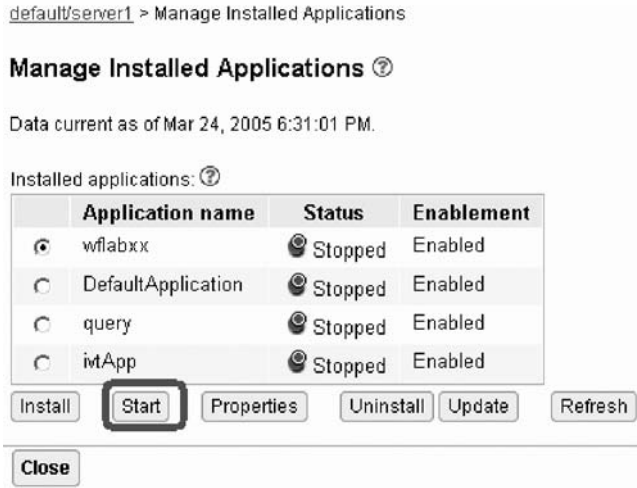 default/server1 > Manage Installed Applications
Manage Installed Applications ?
Data current as of Mar 24, 2005 6:31:01 PM.
Installed applications: ?
Application name Status Enablement
wflabxx Stopped Enabled
DefaultApplication Stopped Enabled
query Stopped Enabled
ivtApp Stopped Enabled
Install Start Properties Uninstall Update Refresh
Close